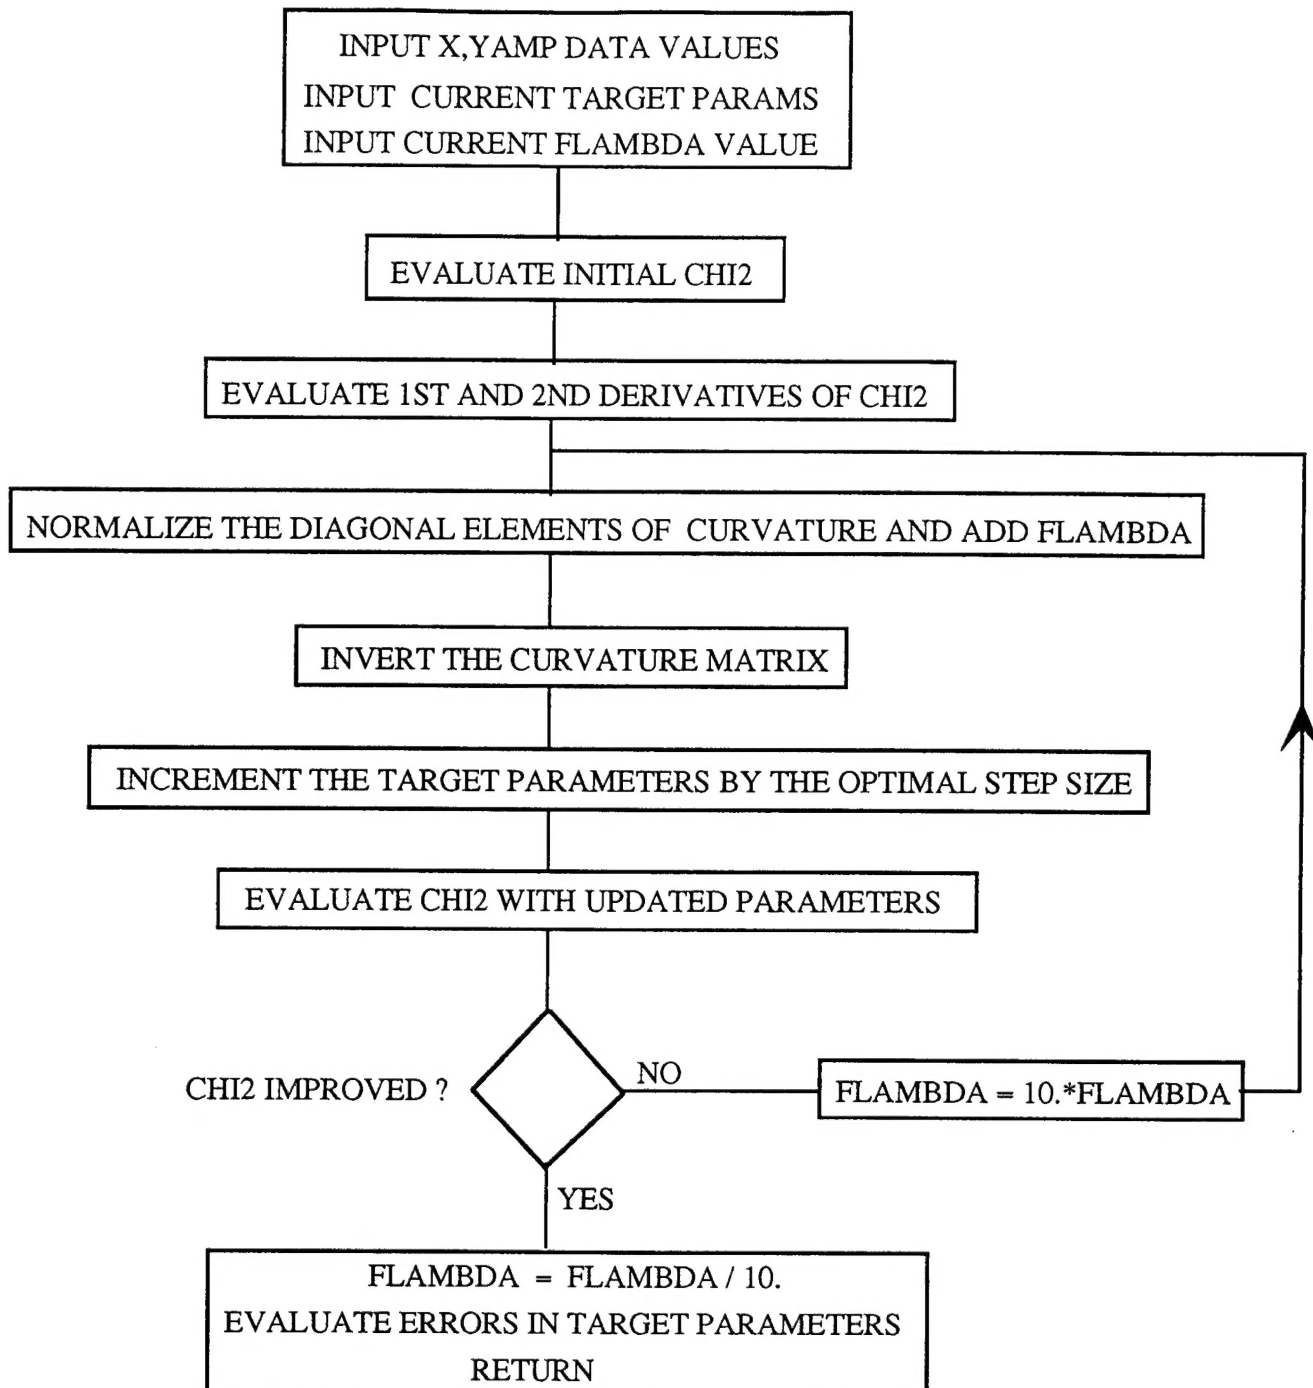 INPUT X,YAMP DATA VALUES
INPUT CURRENT TARGET PARAMS
INPUT CURRENT FLAMBDA VALUE
EVALUATE INITIAL CHI2
EVALUATE 1ST AND 2ND DERIVATIVES OF CHI2
NORMALIZE THE DIAGONAL ELEMENTS OF CURVATURE AND ADD FLAMBDA
INVERT THE CURVATURE MATRIX
INCREMENT THE TARGET PARAMETERS BY THE OPTIMAL STEP SIZE
EVALUATE CHI2 WITH UPDATED PARAMETERS
CHI2 IMPROVED ?
NO
FLAMBDA = 10.*FLAMBDA
YES
FLAMBDA = FLAMBDA / 10.
EVALUATE ERRORS IN TARGET PARAMETERS
RETURN